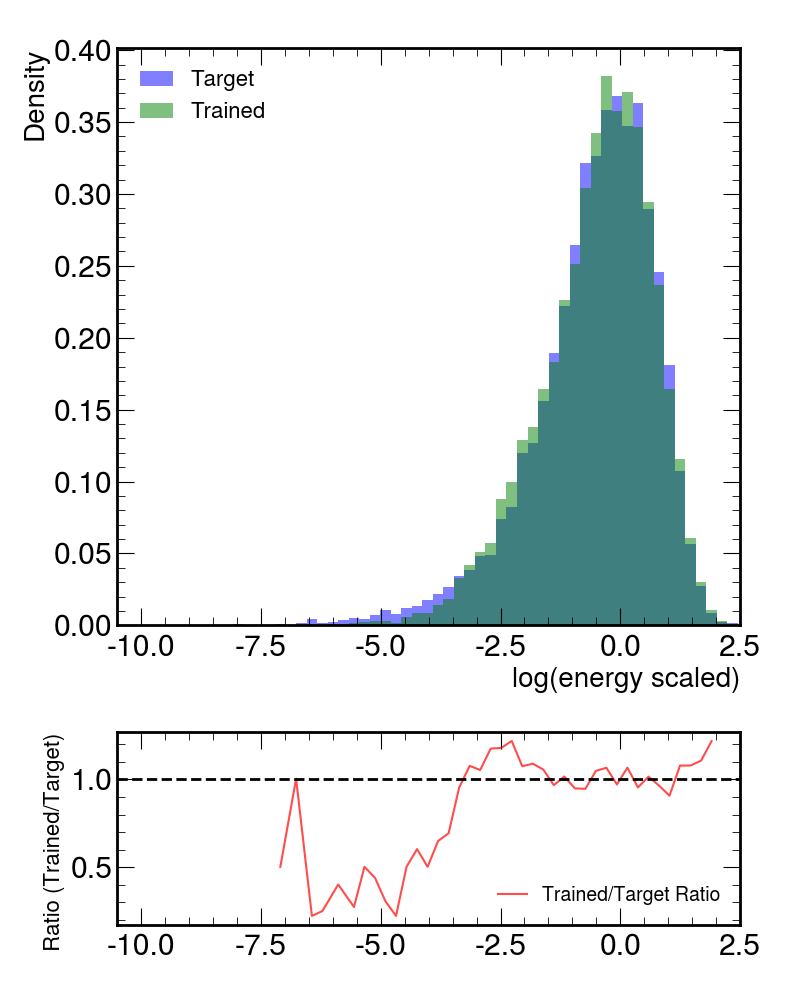 Density
0.40
0.35
0.30
0.25
0.20
0.15
0.10
0.05
0.00
Target
Trained
-10.0 -7.5 -5.0 -2.5 0.0 2.5
log(energy scaled)
Ratio (Trained/Target)
1.0
0.5
Trained/Target Ratio
-10.0 -7.5 -5.0 -2.5 0.0 2.5